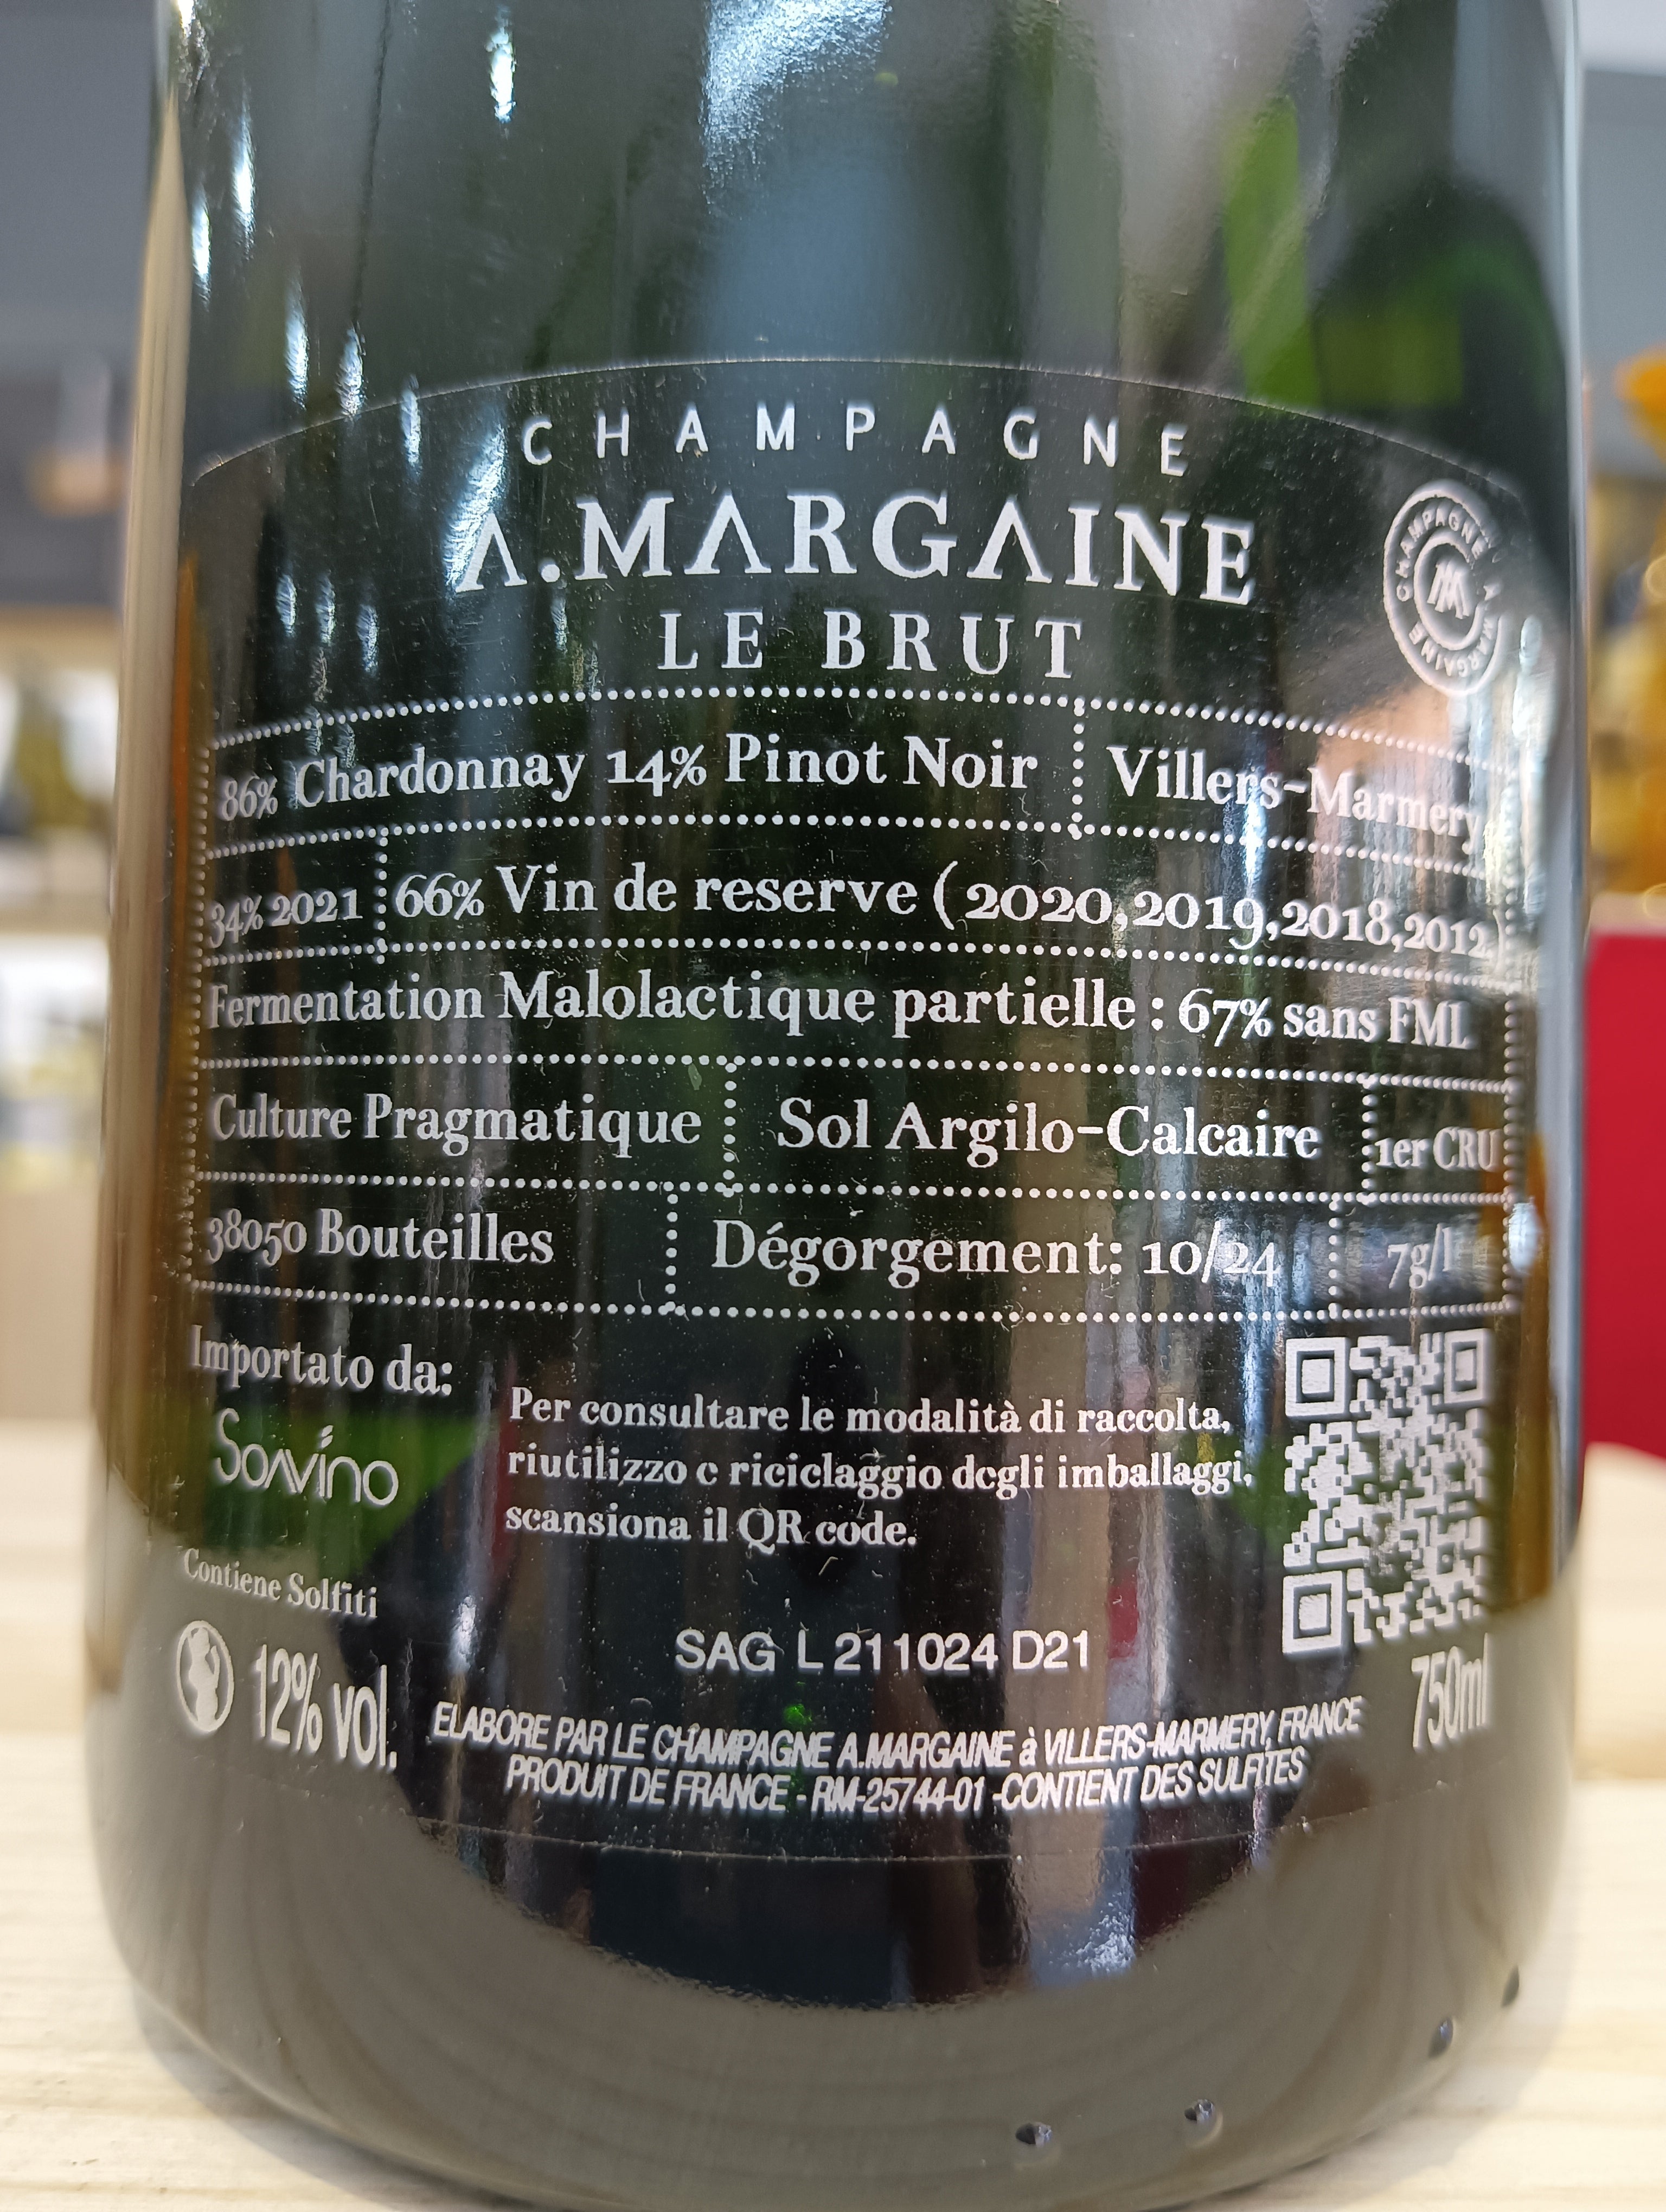 CHAMPAGNE
A.MARGAINE
LE BRUT
CHAMPAGNE A. MARGAINE
86% Chardonnay 14% Pinot Noir Villers-Marmery
34% 2021 66% Vin de reserve (2020,2019,2018,2012)
Fermentation Malolactique partielle : 67% sans FML
Culture Pragmatique Sol Argilo-Calcaire 1er CRU
38050 Bouteilles Dégorgement: 10/24 7g/l
Importato da:
Sowino
Per consultare le modalità di raccolta,
riutilizzo e riciclaggio degli imballaggi,
scansiona il QR code.
Contiene Solfiti
SAG L 211024 D21
12% vol.
750ml
ELABORE PAR LE CHAMPAGNE A.MARGAINE à VILLERS-MARMERY, FRANCE
PRODUIT DE FRANCE - RM-25744-01 -CONTIENT DES SULFITES